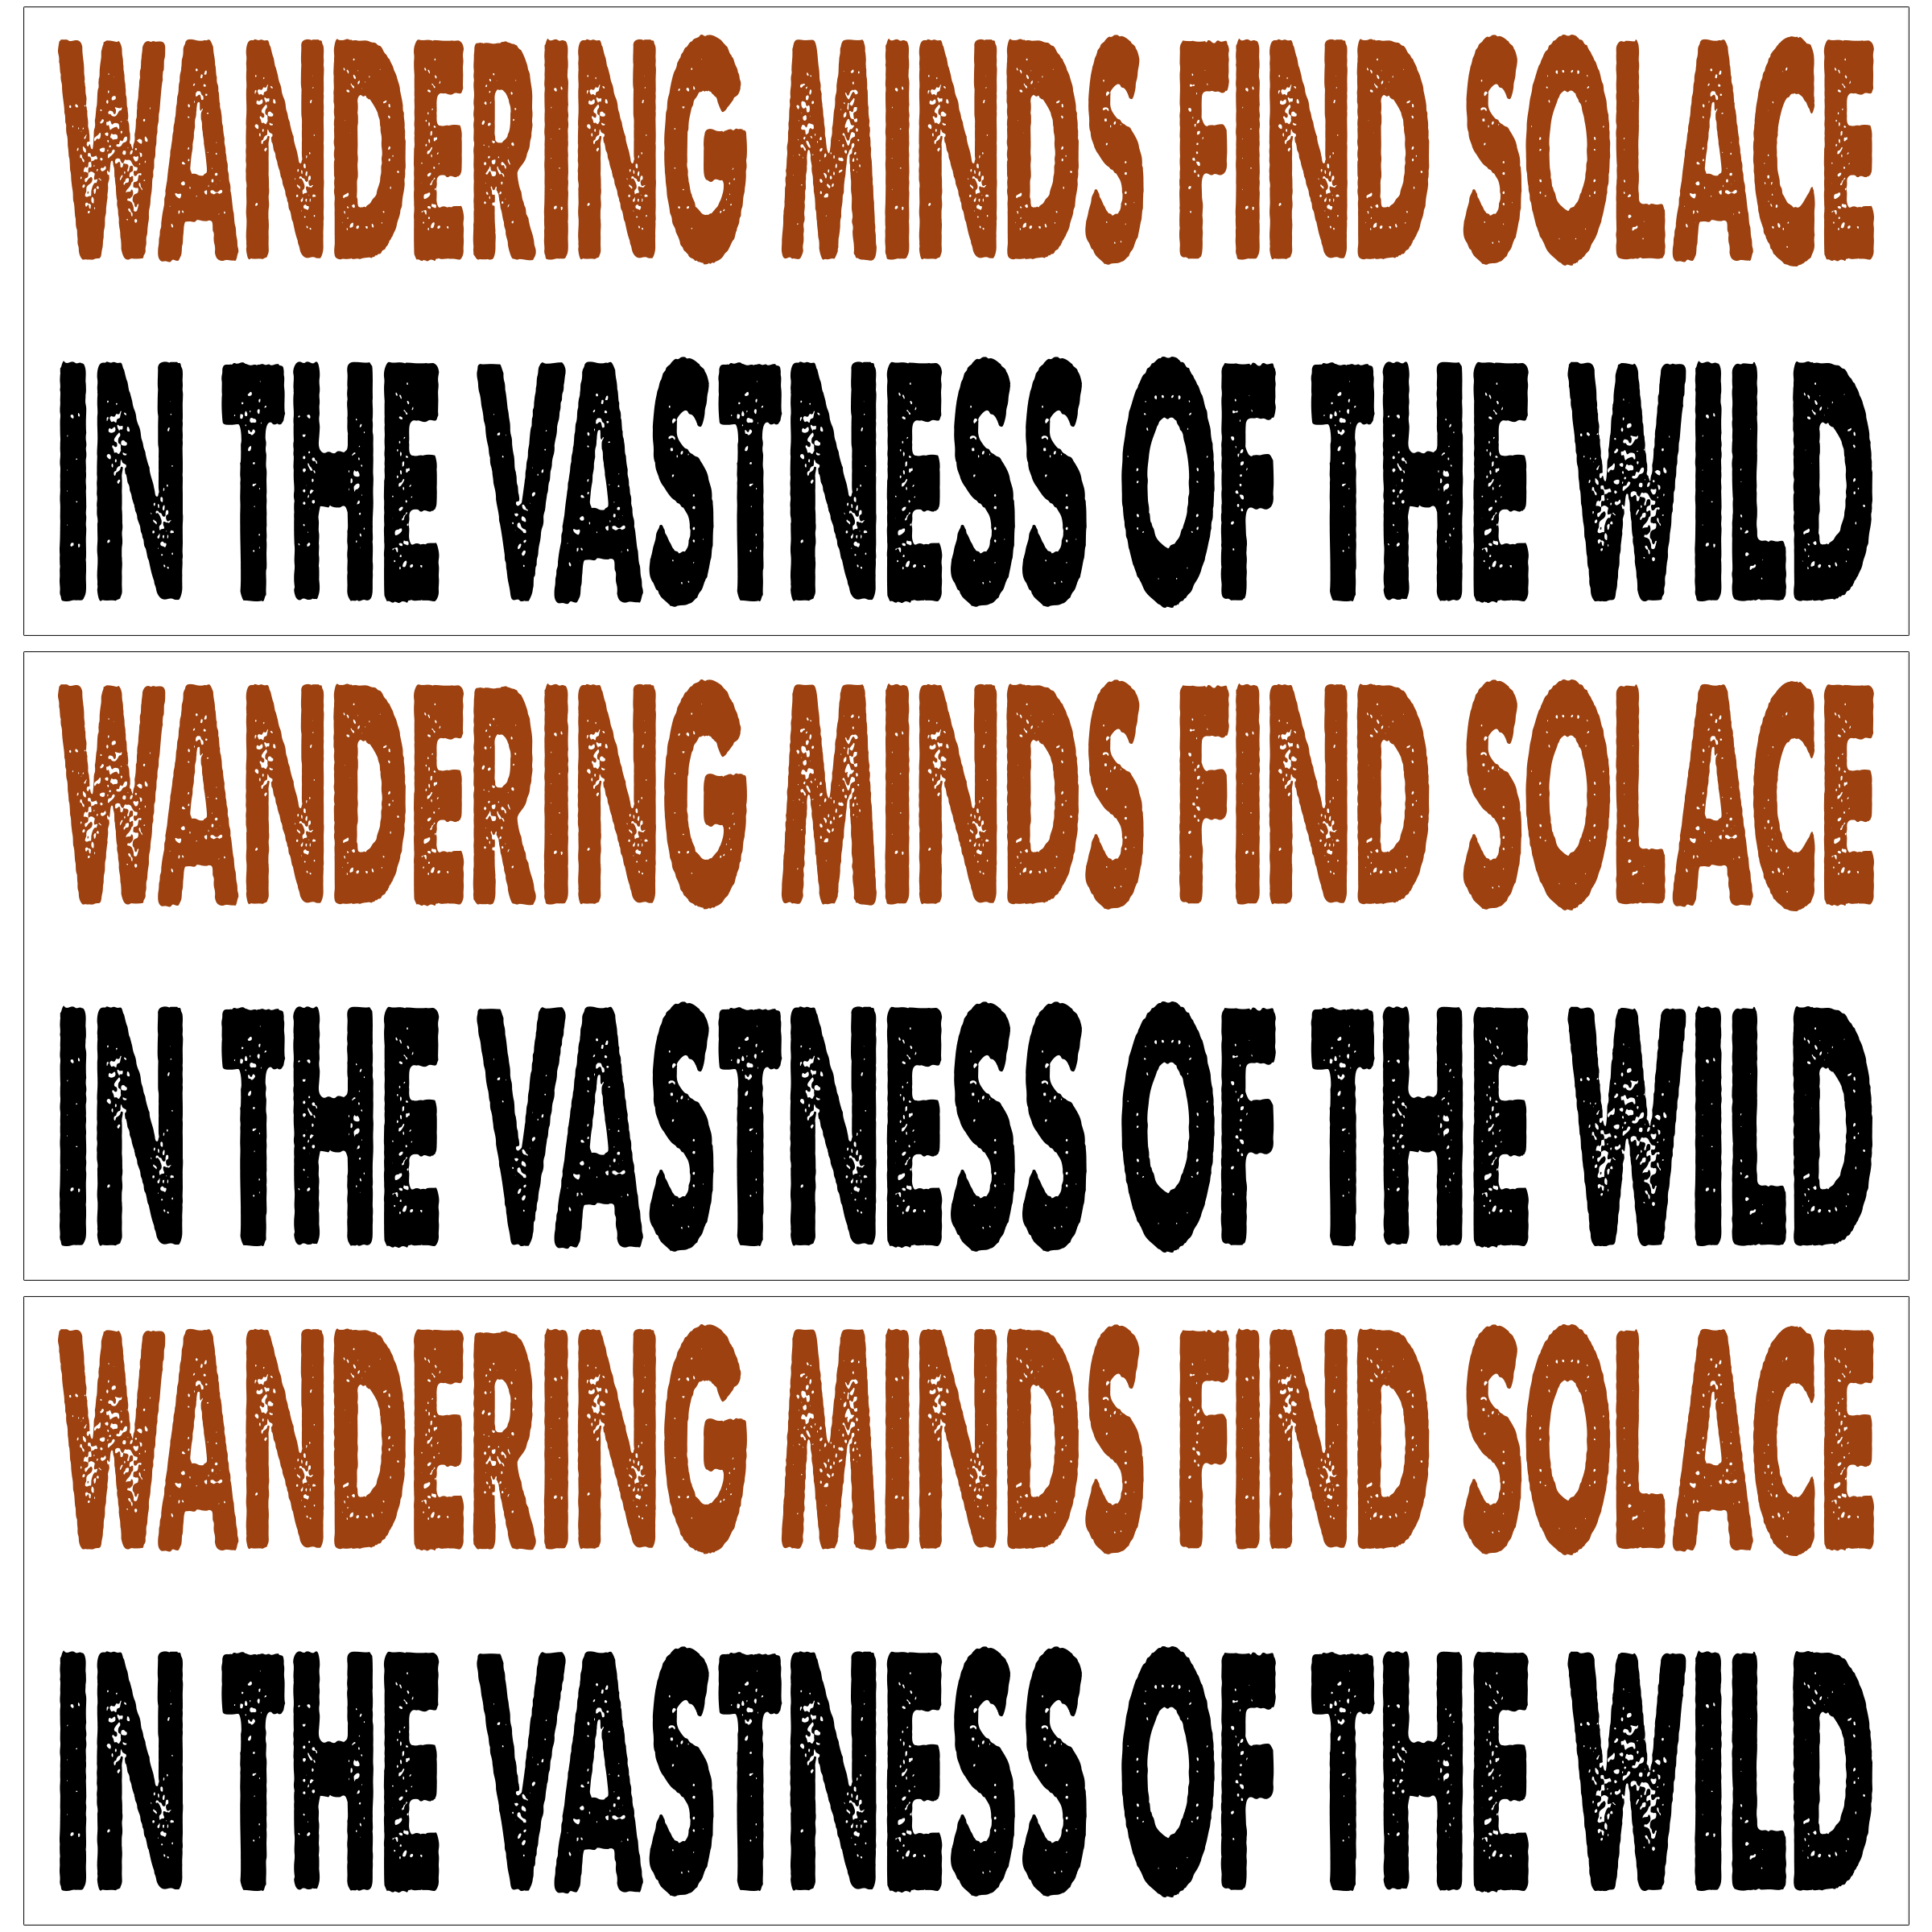 WANDERING MINDS FIND SOLACE
IN THE VASTNESS OF THE WILD
WANDERING MINDS FIND SOLACE
IN THE VASTNESS OF THE WILD
WANDERING MINDS FIND SOLACE
IN THE VASTNESS OF THE WILD